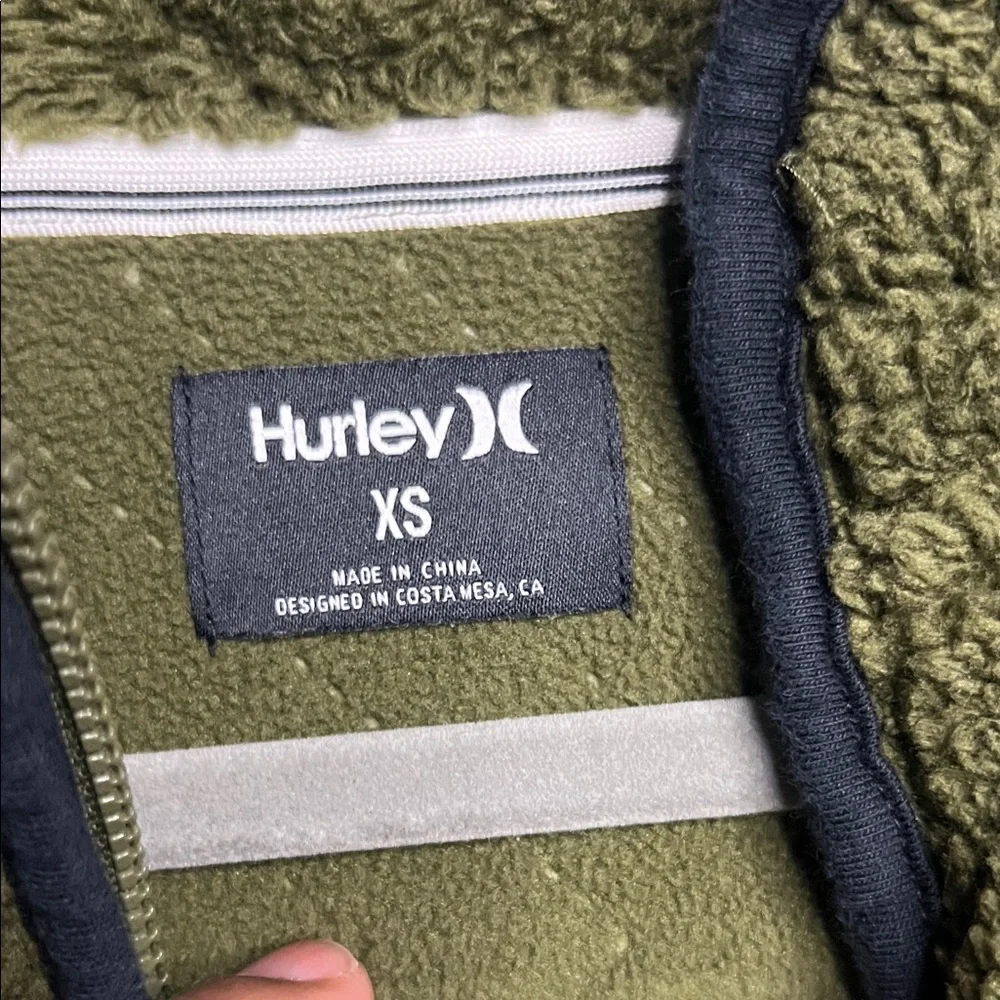 Hurley
XS
MADE IN CHINA
DESIGNED IN COSTA MESA, CA